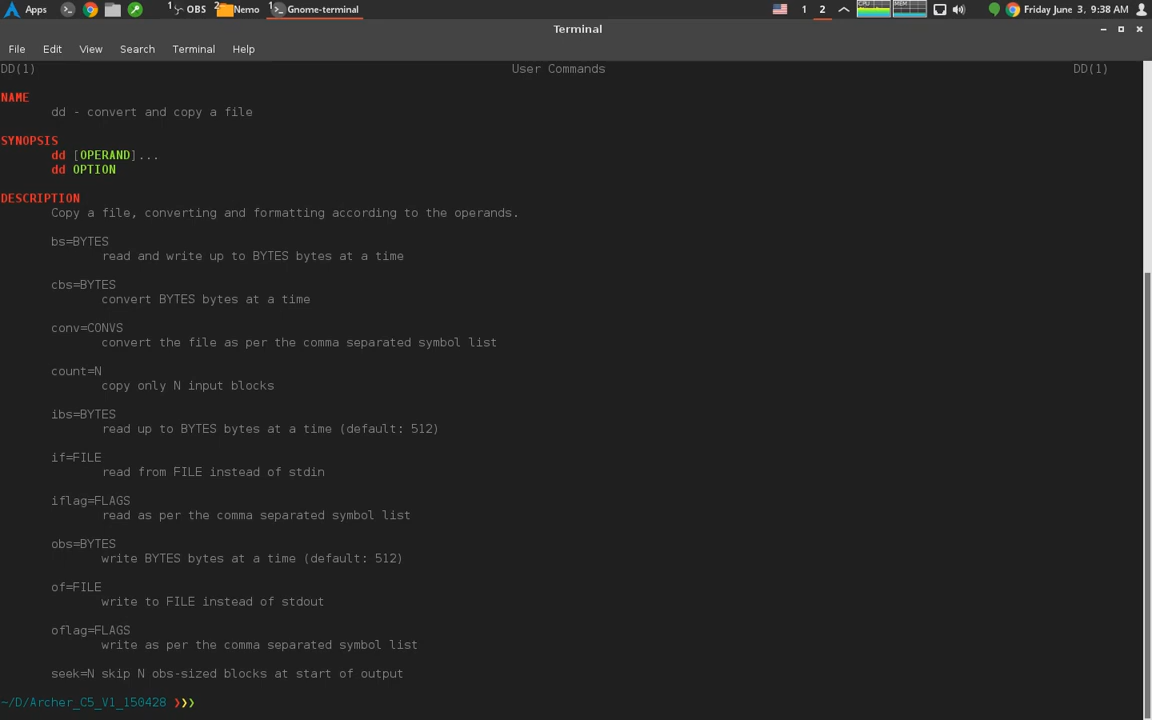 Apps 1 OBS 2 Nemo 1 Gnome-terminal 1 2 CPU MEM Friday June 3, 9:38 AM
Terminal
File Edit View Search Terminal Help
DD(1) User Commands DD(1)
NAME
dd - convert and copy a file
SYNOPSIS
dd [OPERAND]...
dd OPTION
DESCRIPTION
Copy a file, converting and formatting according to the operands.
bs=BYTES
read and write up to BYTES bytes at a time
cbs=BYTES
convert BYTES bytes at a time
conv=CONVS
convert the file as per the comma separated symbol list
count=N
copy only N input blocks
ibs=BYTES
read up to BYTES bytes at a time (default: 512)
if=FILE
read from FILE instead of stdin
iflag=FLAGS
read as per the comma separated symbol list
obs=BYTES
write BYTES bytes at a time (default: 512)
of=FILE
write to FILE instead of stdout
oflag=FLAGS
write as per the comma separated symbol list
seek=N skip N obs-sized blocks at start of output
~/D/Archer_C5_V1_150428 ❯❯❯